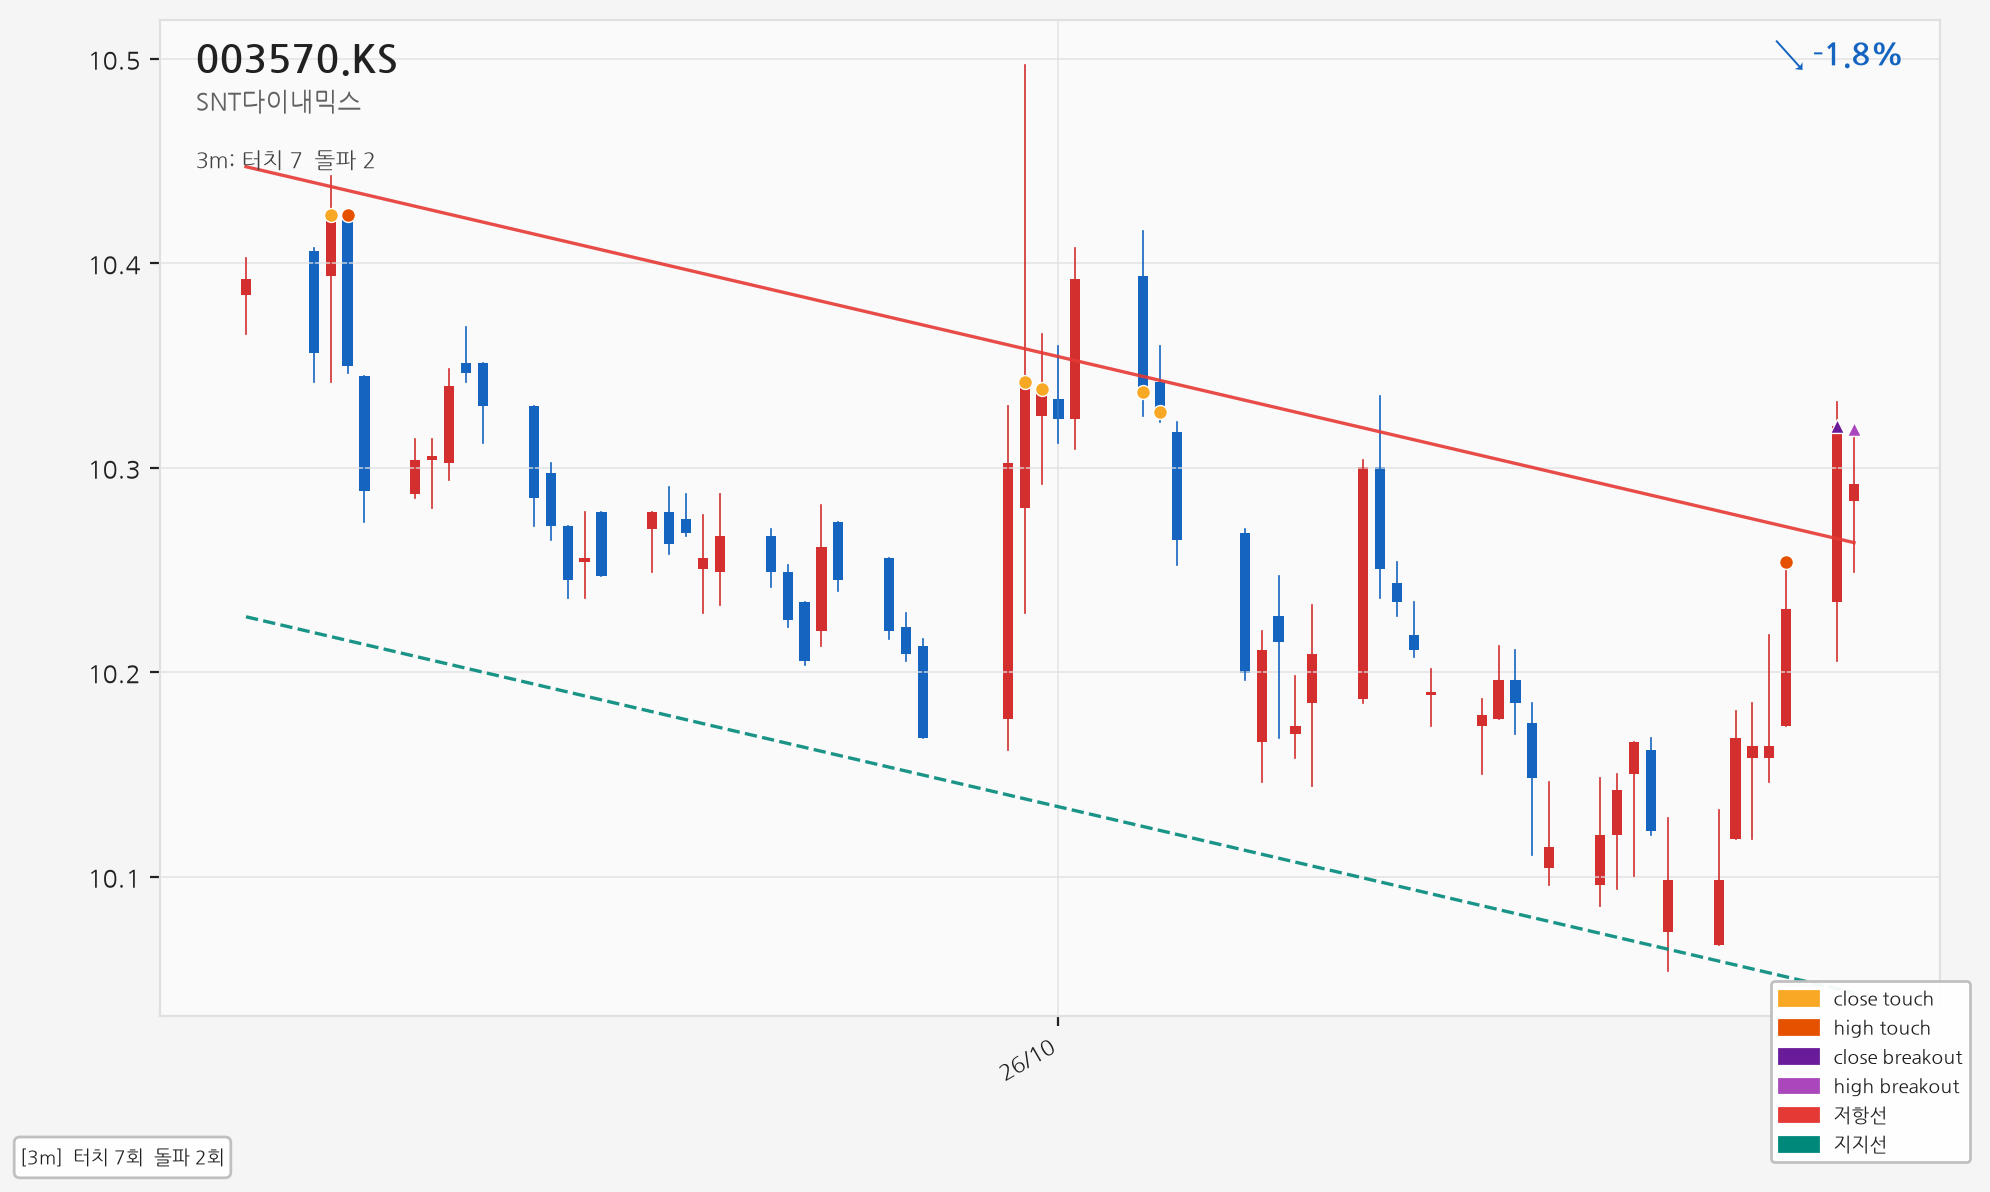 003570.KS
SNT다이내믹스
3m: 터치 7  돌파 2
-1.8%
10.5
10.4
10.3
10.2
10.1
26/10
close touch
high touch
close breakout
high breakout
저항선
지지선
[3m]  터치 7회  돌파 2회